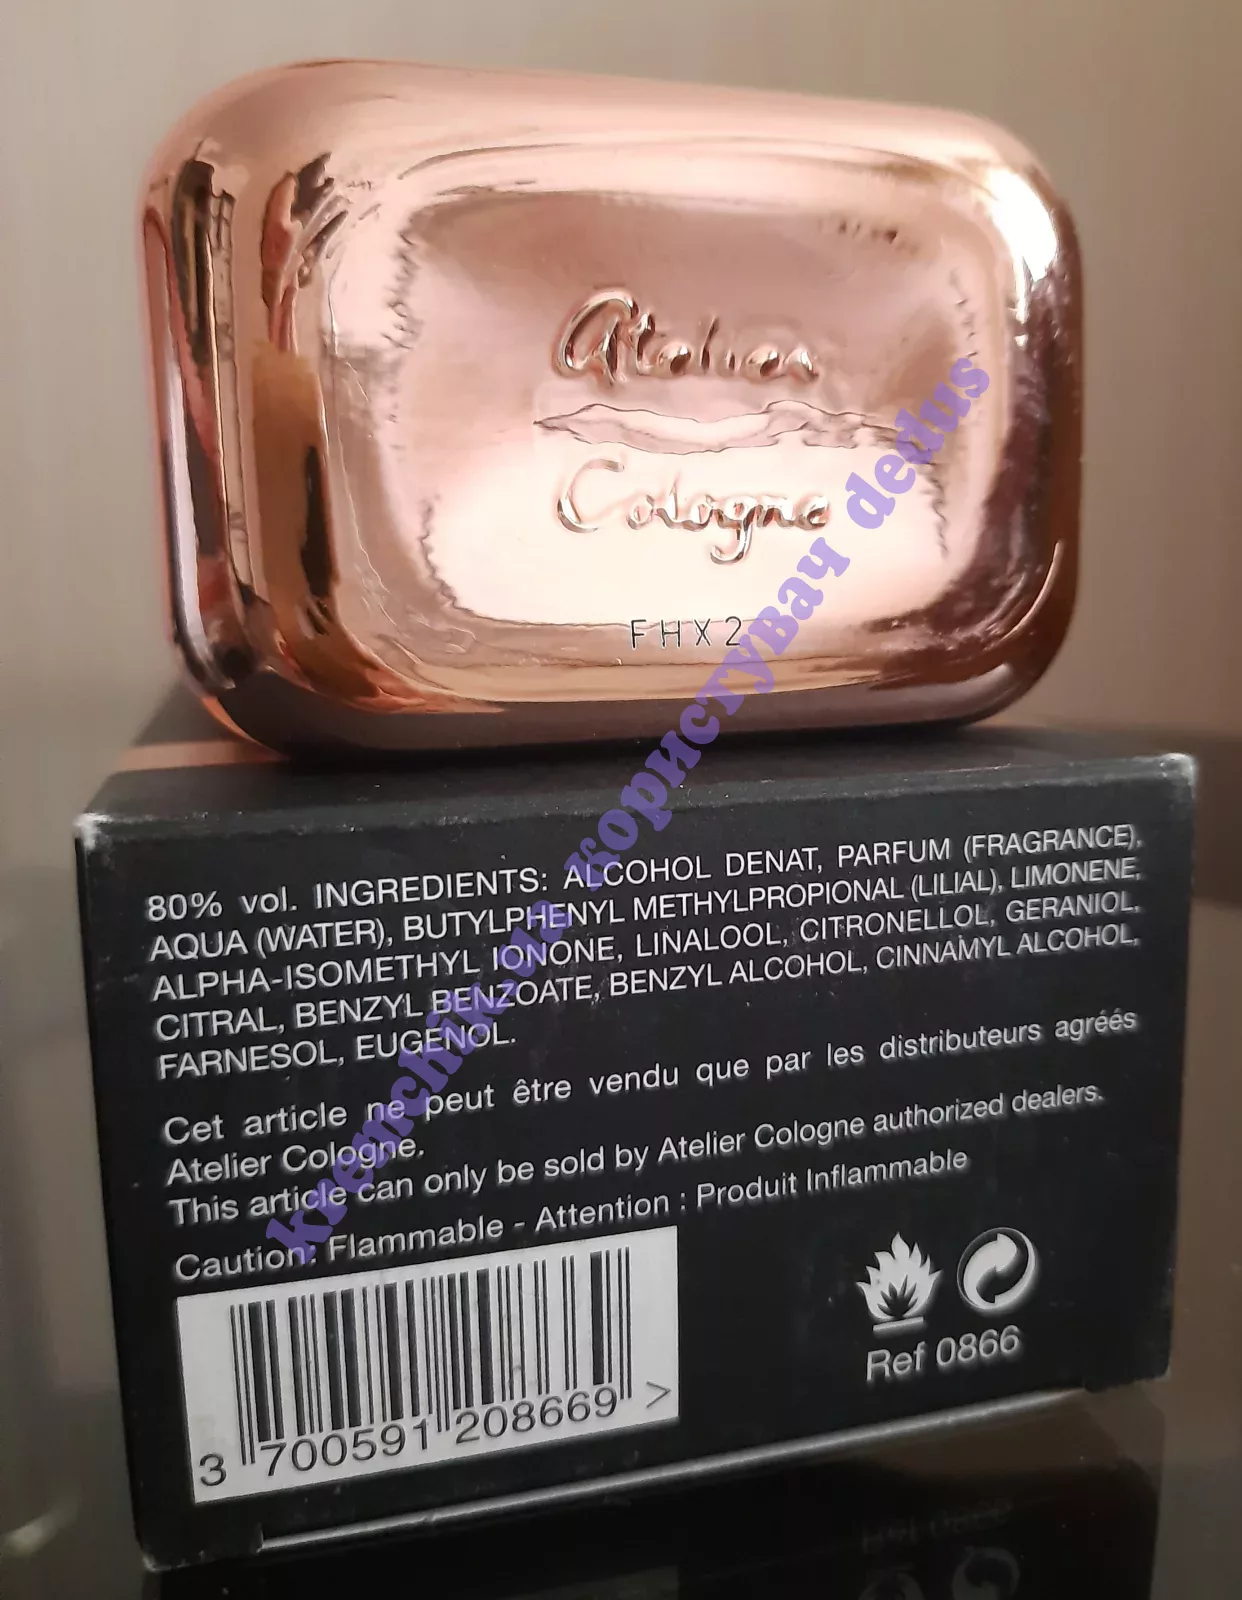 Atelier
Cologne
FHX2
80% vol. INGREDIENTS: ALCOHOL DENAT, PARFUM (FRAGRANCE),
AQUA (WATER), BUTYLPHENYL METHYLPROPIONAL (LILIAL), LIMONENE,
ALPHA-ISOMETHYL IONONE, LINALOOL, CITRONELLOL, GERANIOL,
CITRAL, BENZYL BENZOATE, BENZYL ALCOHOL, CINNAMYL ALCOHOL,
FARNESOL, EUGENOL.
Cet article ne peut être vendu que par les distributeurs agréés
Atelier Cologne.
This article can only be sold by Atelier Cologne authorized dealers.
Caution: Flammable - Attention : Produit Inflammable
3 700591 208669 >
Ref 0866
krenchik.ua користувач dedus